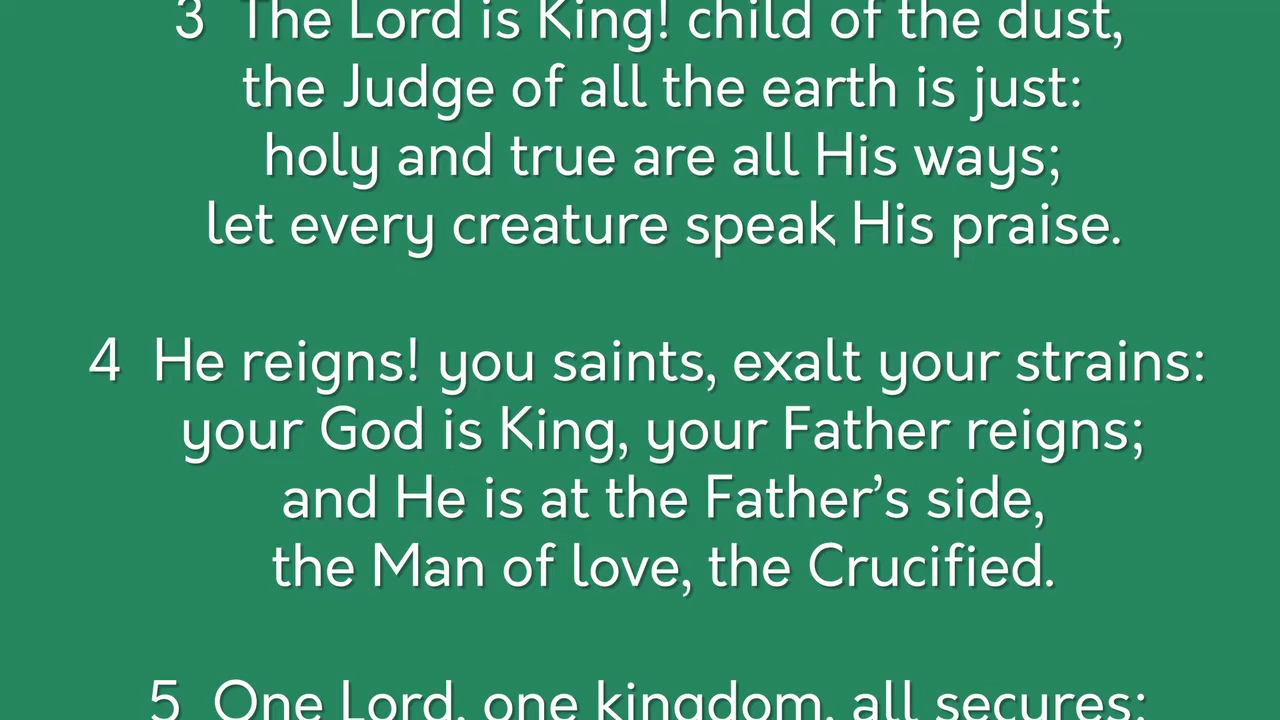 3 The Lord is King! child of the dust,
the Judge of all the earth is just:
holy and true are all His ways;
let every creature speak His praise.
4 He reigns! you saints, exalt your strains:
your God is King, your Father reigns;
and He is at the Father’s side,
the Man of love, the Crucified.
5 One Lord, one kingdom, all secures: